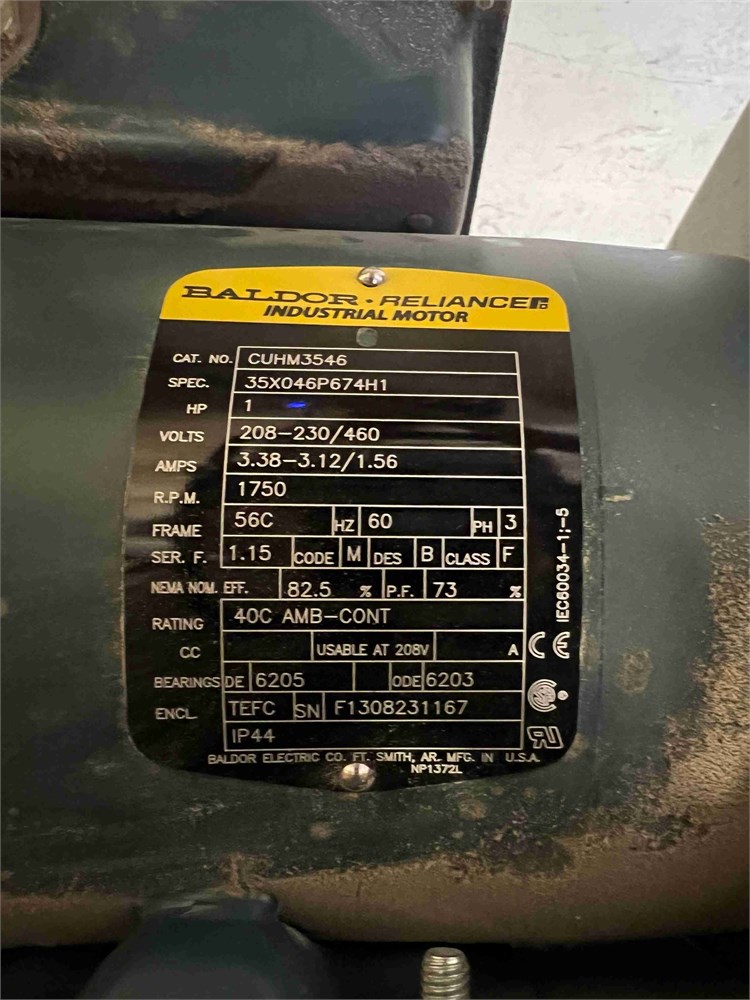 BALDOR · RELIANCE
INDUSTRIAL MOTOR
CAT. NO. CUHM3546
SPEC. 35X046P674H1
HP 1
VOLTS 208-230/460
AMPS 3.38-3.12/1.56
R.P.M. 1750
FRAME 56C HZ 60 PH 3
SER. F. 1.15 CODE M DES B CLASS F
NEMA NOM. EFF. 82.5 % P.F. 73 %
RATING 40C AMB-CONT
CC USABLE AT 208V A
BEARINGS DE 6205 ODE 6203
ENCL. TEFC SN F1308231167
IP44
BALDOR ELECTRIC CO. FT. SMITH, AR. MFG. IN U.S.A.
NP1372L
IEC60034-1:-5
CE